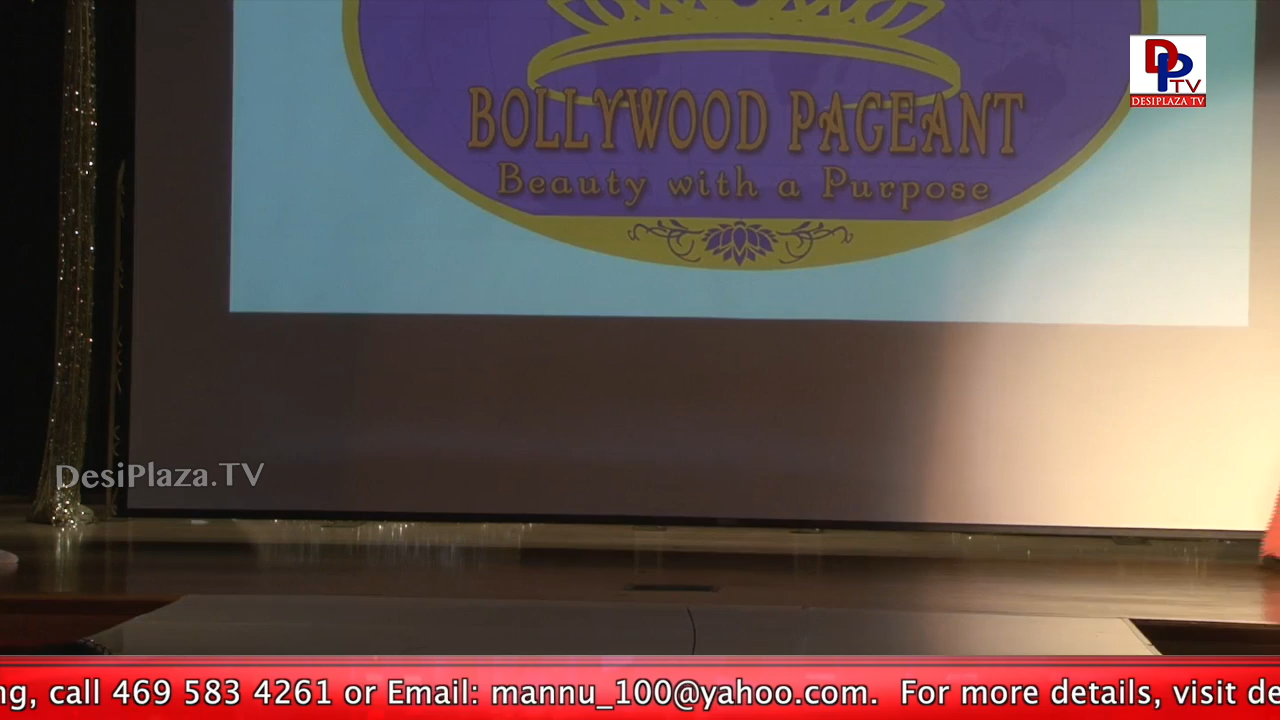 DP
TV
DESIPLAZA TV
BOLLYWOOD PAGEANT
Beauty with a Purpose
DesiPlaza.TV
ng, call 469 583 4261 or Email: mannu_100@yahoo.com. For more details, visit de